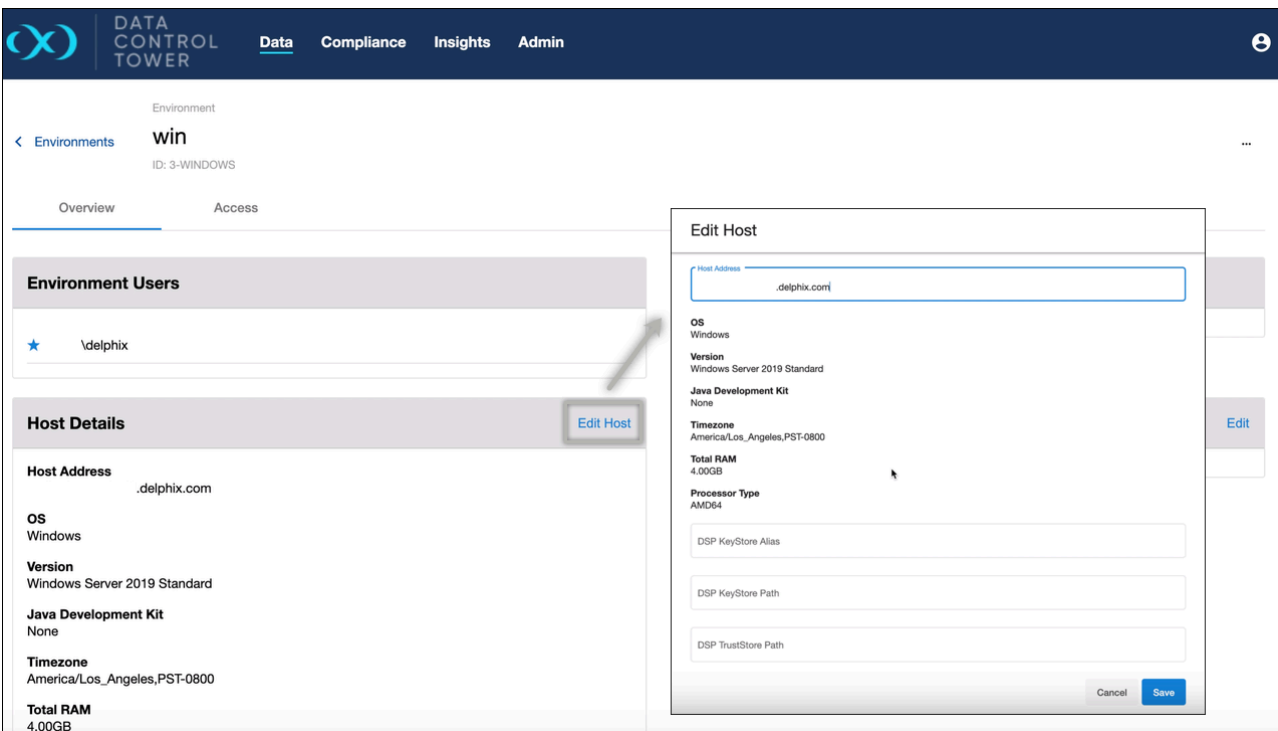 DATA
CONTROL
TOWER
Data
Compliance
Insights
Admin
Environment
Environments
win
...
ID: 3-WINDOWS
Overview
Access
Environment Users
\delphix
Host Details
Edit Host
Host Address
.delphix.com
OS
Windows
Version
Windows Server 2019 Standard
Java Development Kit
None
Timezone
America/Los_Angeles,PST-0800
Total RAM
4.00GB
Edit Host
Host Address
.delphix.com
OS
Windows
Version
Windows Server 2019 Standard
Java Development Kit
None
Timezone
America/Los_Angeles,PST-0800
Total RAM
4.00GB
Processor Type
AMD64
DSP KeyStore Alias
DSP KeyStore Path
DSP TrustStore Path
Cancel
Save
Edit